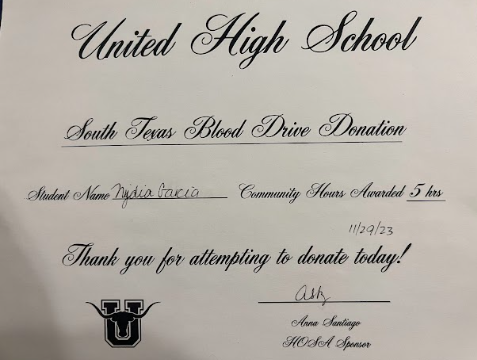 United High School
South Texas Blood Drive Donation
Student Name Nydia Garcia Community Hours Awarded 5 hrs
11/29/23
Thank you for attempting to donate today!
U
Anna Santiago
HOSA Sponsor